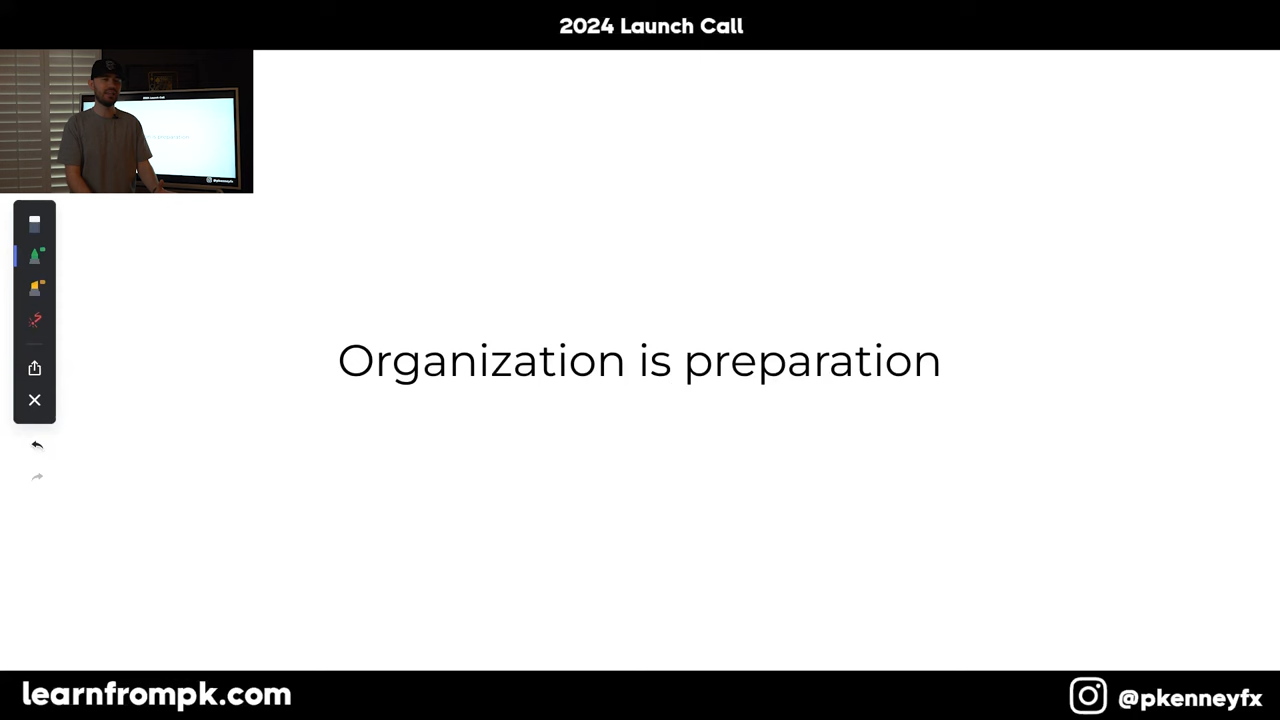 2024 Launch Call
Organization is preparation
learnfrompk.com
@pkenneyfx